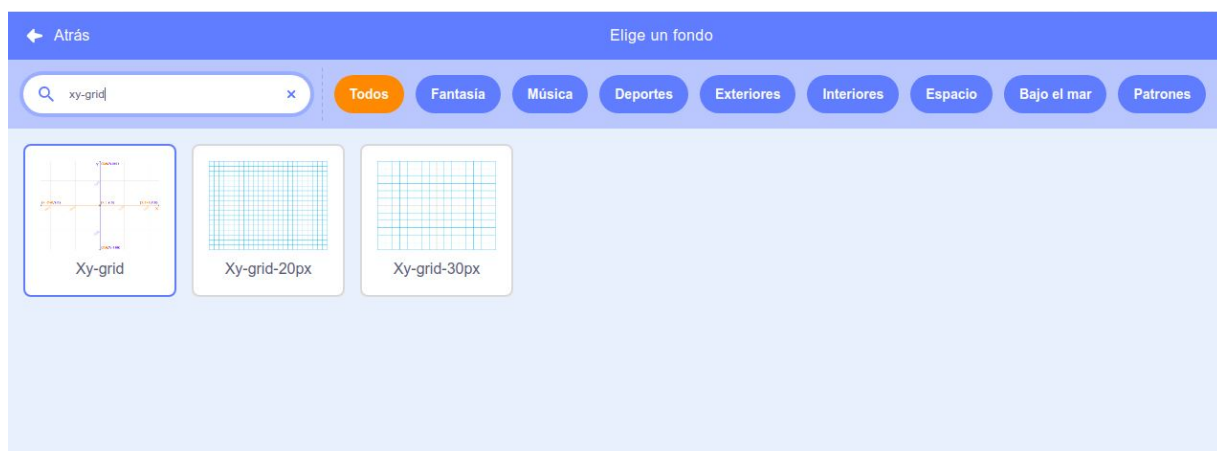 Atrás
Elige un fondo
xy-grid
Todos
Fantasía
Música
Deportes
Exteriores
Interiores
Espacio
Bajo el mar
Patrones
Xy-grid
Xy-grid-20px
Xy-grid-30px